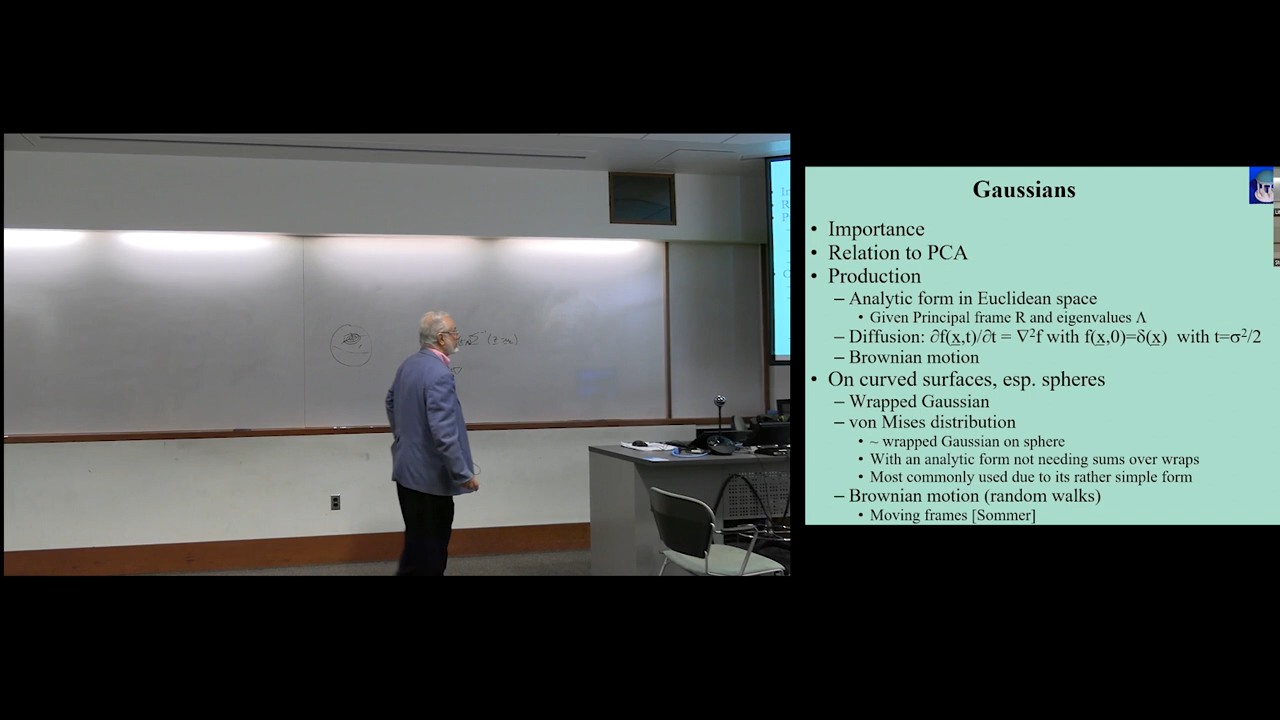 Gaussians
• Importance
• Relation to PCA
• Production
– Analytic form in Euclidean space
• Given Principal frame R and eigenvalues Λ
– Diffusion: ∂f(x,t)/∂t = ∇²f with f(x,0)=δ(x) with t=σ²/2
– Brownian motion
• On curved surfaces, esp. spheres
– Wrapped Gaussian
– von Mises distribution
• ~ wrapped Gaussian on sphere
• With an analytic form not needing sums over wraps
• Most commonly used due to its rather simple form
– Brownian motion (random walks)
• Moving frames [Sommer]